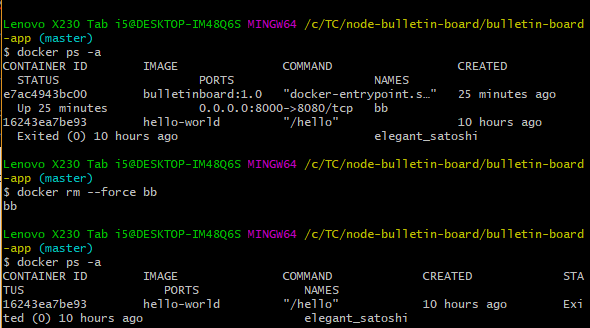 Lenovo X230 Tab i5@DESKTOP-IM48Q6S MINGW64 /c/TC/node-bulletin-board/bulletin-board
-app (master)
$ docker ps -a
CONTAINER ID        IMAGE               COMMAND                  CREATED
  STATUS                    PORTS                    NAMES
e7ac4943bc00        bulletinboard:1.0   "docker-entrypoint.s…"   25 minutes ago
  Up 25 minutes             0.0.0.0:8000->8080/tcp   bb
16243ea7be93        hello-world         "/hello"                 10 hours ago
  Exited (0) 10 hours ago                            elegant_satoshi
Lenovo X230 Tab i5@DESKTOP-IM48Q6S MINGW64 /c/TC/node-bulletin-board/bulletin-board
-app (master)
$ docker rm --force bb
bb
Lenovo X230 Tab i5@DESKTOP-IM48Q6S MINGW64 /c/TC/node-bulletin-board/bulletin-board
-app (master)
$ docker ps -a
CONTAINER ID        IMAGE               COMMAND             CREATED             STA
TUS                    PORTS               NAMES
16243ea7be93        hello-world         "/hello"            10 hours ago        Exi
ted (0) 10 hours ago                       elegant_satoshi